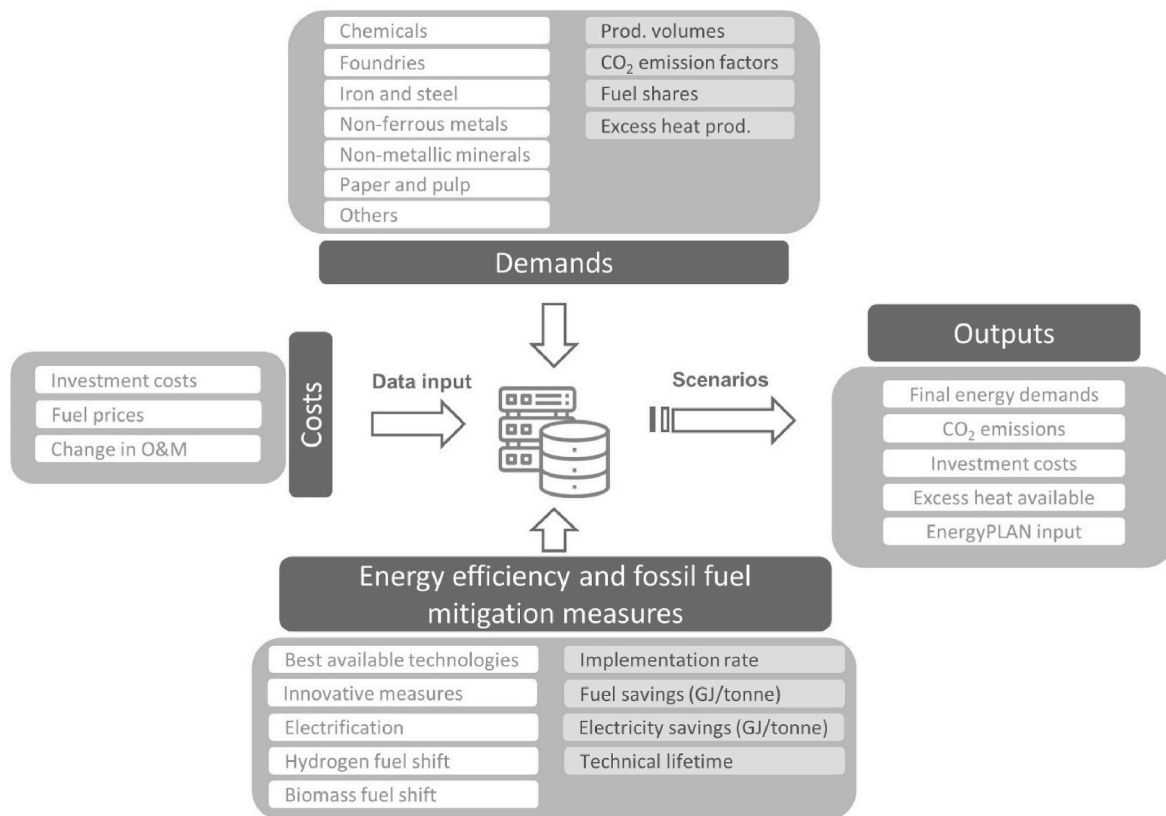 Chemicals
Foundries
Iron and steel
Non-ferrous metals
Non-metallic minerals
Paper and pulp
Others
Prod. volumes
CO₂ emission factors
Fuel shares
Excess heat prod.
Demands
Investment costs
Fuel prices
Change in O&M
Costs
Data input
Scenarios
Outputs
Final energy demands
CO₂ emissions
Investment costs
Excess heat available
EnergyPLAN input
Energy efficiency and fossil fuel
mitigation measures
Best available technologies
Innovative measures
Electrification
Hydrogen fuel shift
Biomass fuel shift
Implementation rate
Fuel savings (GJ/tonne)
Electricity savings (GJ/tonne)
Technical lifetime